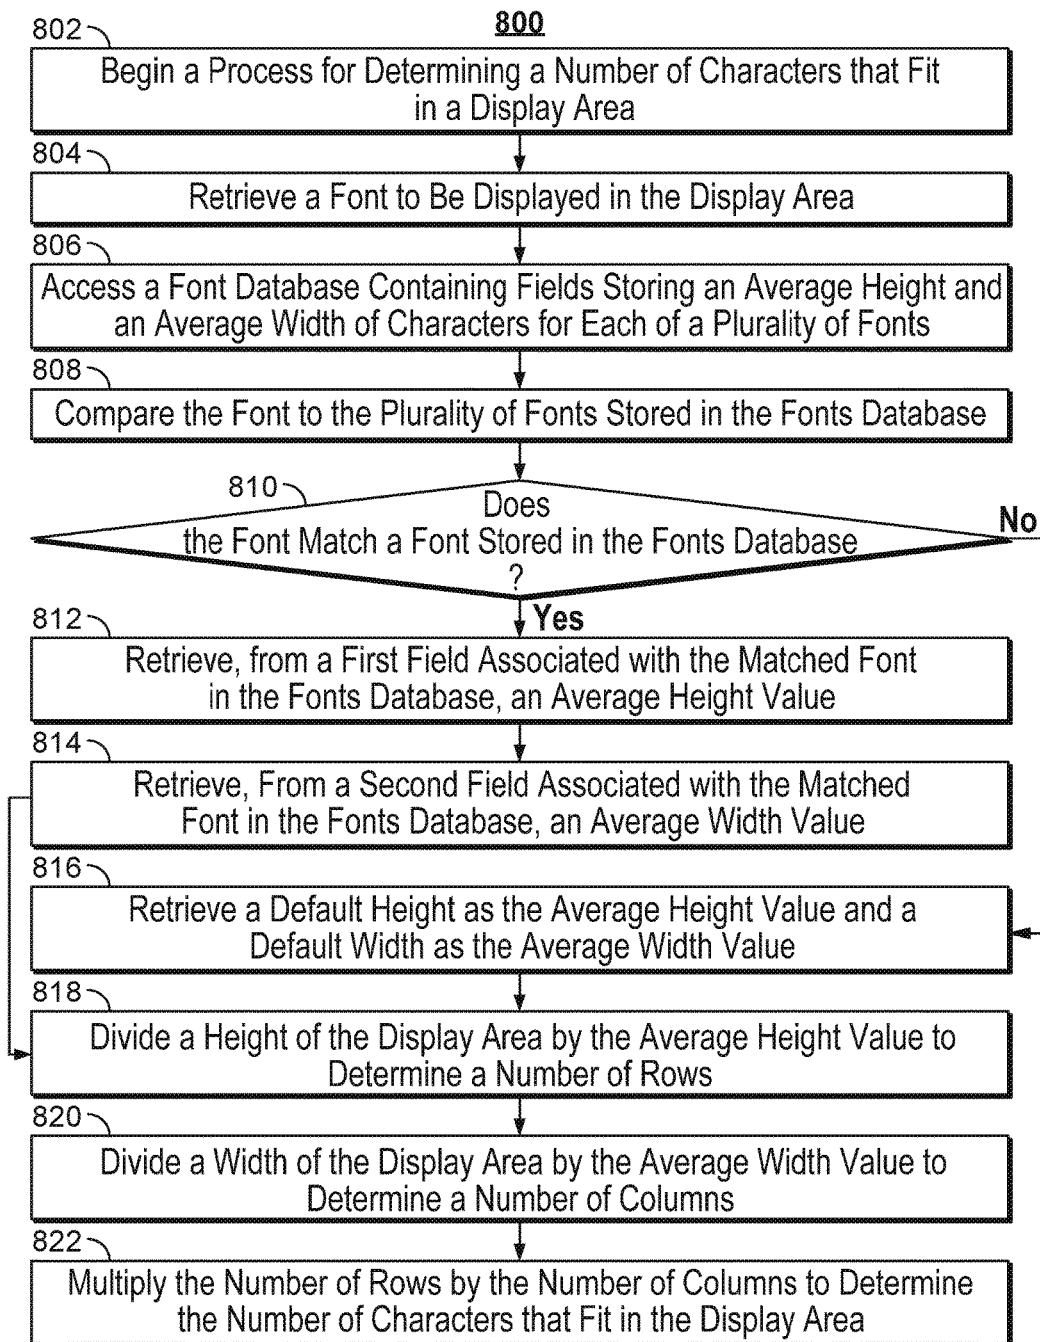 800
802
Begin a Process for Determining a Number of Characters that Fit
in a Display Area
804
Retrieve a Font to Be Displayed in the Display Area
806
Access a Font Database Containing Fields Storing an Average Height and
an Average Width of Characters for Each of a Plurality of Fonts
808
Compare the Font to the Plurality of Fonts Stored in the Fonts Database
810
Does
the Font Match a Font Stored in the Fonts Database
?
No
Yes
812
Retrieve, from a First Field Associated with the Matched Font
in the Fonts Database, an Average Height Value
814
Retrieve, From a Second Field Associated with the Matched
Font in the Fonts Database, an Average Width Value
816
Retrieve a Default Height as the Average Height Value and a
Default Width as the Average Width Value
818
Divide a Height of the Display Area by the Average Height Value to
Determine a Number of Rows
820
Divide a Width of the Display Area by the Average Width Value to
Determine a Number of Columns
822
Multiply the Number of Rows by the Number of Columns to Determine
the Number of Characters that Fit in the Display Area